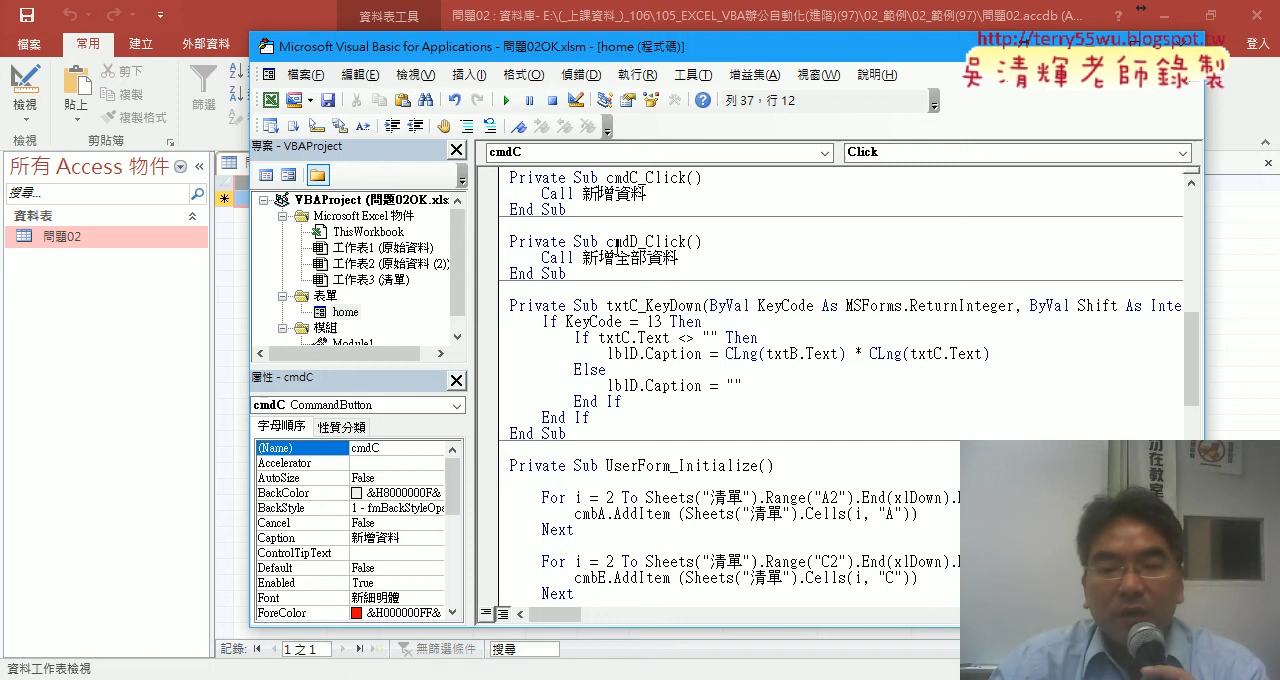 資料表工具
問題02 : 資料庫- E:\(_上課資料_)_106\105_EXCEL_VBA辦公自動化(進階)(97)\02_範例\02_範例(97)\問題02.accdb (A...
http://terry55wu.blogspot.tw
吳清輝老師錄製
檔案
常用
建立
外部資料
登入
檢視
貼上
剪下
複製
複製格式
篩選
檢視
剪貼簿
所有 Access 物件
搜尋...
資料表
問題02
Microsoft Visual Basic for Applications - 問題02OK.xlsm - [home (程式碼)]
檔案(F)
編輯(E)
檢視(V)
插入(I)
格式(O)
偵錯(D)
執行(R)
工具(T)
增益集(A)
視窗(W)
說明(H)
列 37，行 12
專案 - VBAProject
VBAProject (問題02OK.xls
Microsoft Excel 物件
ThisWorkbook
工作表1 (原始資料)
工作表2 (原始資料 (2))
工作表3 (清單)
表單
home
模組
Module1
屬性 - cmdC
cmdC CommandButton
字母順序
性質分類
(Name) cmdC
Accelerator
AutoSize False
BackColor &H8000000F&
BackStyle 1 - fmBackStyleOpa
Cancel False
Caption 新增資料
ControlTipText
Default False
Enabled True
Font 新細明體
ForeColor &H000000FF&
cmdC
Click
Private Sub cmdC_Click()
Call 新增資料
End Sub
Private Sub cmdD_Click()
Call 新增全部資料
End Sub
Private Sub txtC_KeyDown(ByVal KeyCode As MSForms.ReturnInteger, ByVal Shift As Inte
If KeyCode = 13 Then
If txtC.Text <> "" Then
lblD.Caption = CLng(txtB.Text) * CLng(txtC.Text)
Else
lblD.Caption = ""
End If
End If
End Sub
Private Sub UserForm_Initialize()
For i = 2 To Sheets("清單").Range("A2").End(xlDown).
cmbA.AddItem (Sheets("清單").Cells(i, "A"))
Next
For i = 2 To Sheets("清單").Range("C2").End(xlDown).
cmbE.AddItem (Sheets("清單").Cells(i, "C"))
Next
記錄:
1 之 1
無篩選條件
搜尋
資料工作表檢視
勿在教室